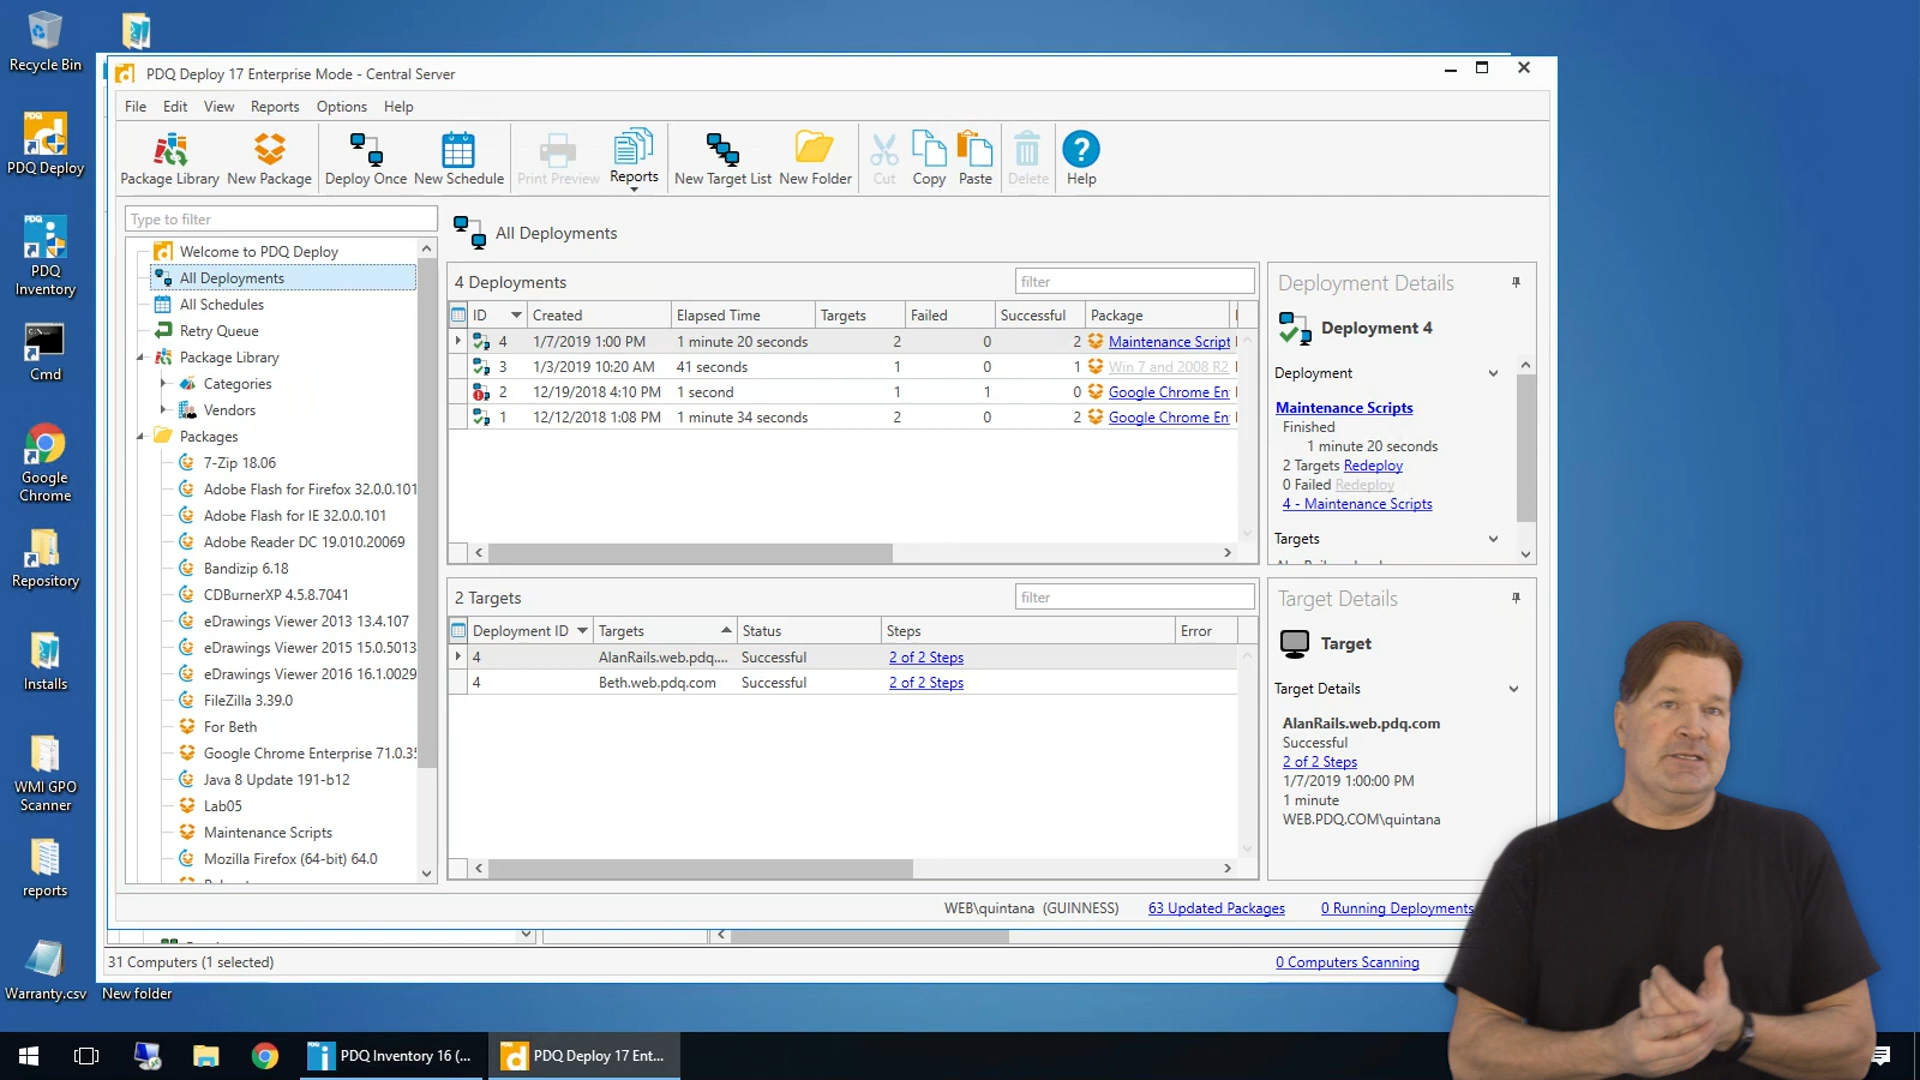 Recycle Bin
PDQ Deploy
PDQ
Inventory
Cmd
Google
Chrome
Repository
Installs
WMI GPO
Scanner
reports
Warranty.csv
New folder
PDQ Deploy 17 Enterprise Mode - Central Server
File Edit View Reports Options Help
Package Library New Package Deploy Once New Schedule Print Preview Reports New Target List New Folder Cut Copy Paste Delete Help
Type to filter
Welcome to PDQ Deploy
All Deployments
All Schedules
Retry Queue
Package Library
Categories
Vendors
Packages
7-Zip 18.06
Adobe Flash for Firefox 32.0.0.101
Adobe Flash for IE 32.0.0.101
Adobe Reader DC 19.010.20069
Bandizip 6.18
CDBurnerXP 4.5.8.7041
eDrawings Viewer 2013 13.4.107
eDrawings Viewer 2015 15.0.5013
eDrawings Viewer 2016 16.1.0029
FileZilla 3.39.0
For Beth
Google Chrome Enterprise 71.0.35
Java 8 Update 191-b12
Lab05
Maintenance Scripts
Mozilla Firefox (64-bit) 64.0
All Deployments
4 Deployments filter
ID Created Elapsed Time Targets Failed Successful Package
4 1/7/2019 1:00 PM 1 minute 20 seconds 2 0 2 Maintenance Script
3 1/3/2019 10:20 AM 41 seconds 1 0 1 Win 7 and 2008 R2
2 12/19/2018 4:10 PM 1 second 1 1 0 Google Chrome En
1 12/12/2018 1:08 PM 1 minute 34 seconds 2 0 2 Google Chrome En
2 Targets filter
Deployment ID Targets Status Steps Error
4 AlanRails.web.pdq.... Successful 2 of 2 Steps
4 Beth.web.pdq.com Successful 2 of 2 Steps
Deployment Details
Deployment 4
Deployment
Maintenance Scripts
Finished
1 minute 20 seconds
2 Targets Redeploy
0 Failed Redeploy
4 - Maintenance Scripts
Targets
Target Details
Target
Target Details
AlanRails.web.pdq.com
Successful
2 of 2 Steps
1/7/2019 1:00:00 PM
1 minute
WEB.PDQ.COM\quintana
WEB\quintana (GUINNESS) 63 Updated Packages 0 Running Deployments
31 Computers (1 selected) 0 Computers Scanning
PDQ Inventory 16 (...
PDQ Deploy 17 Ent...